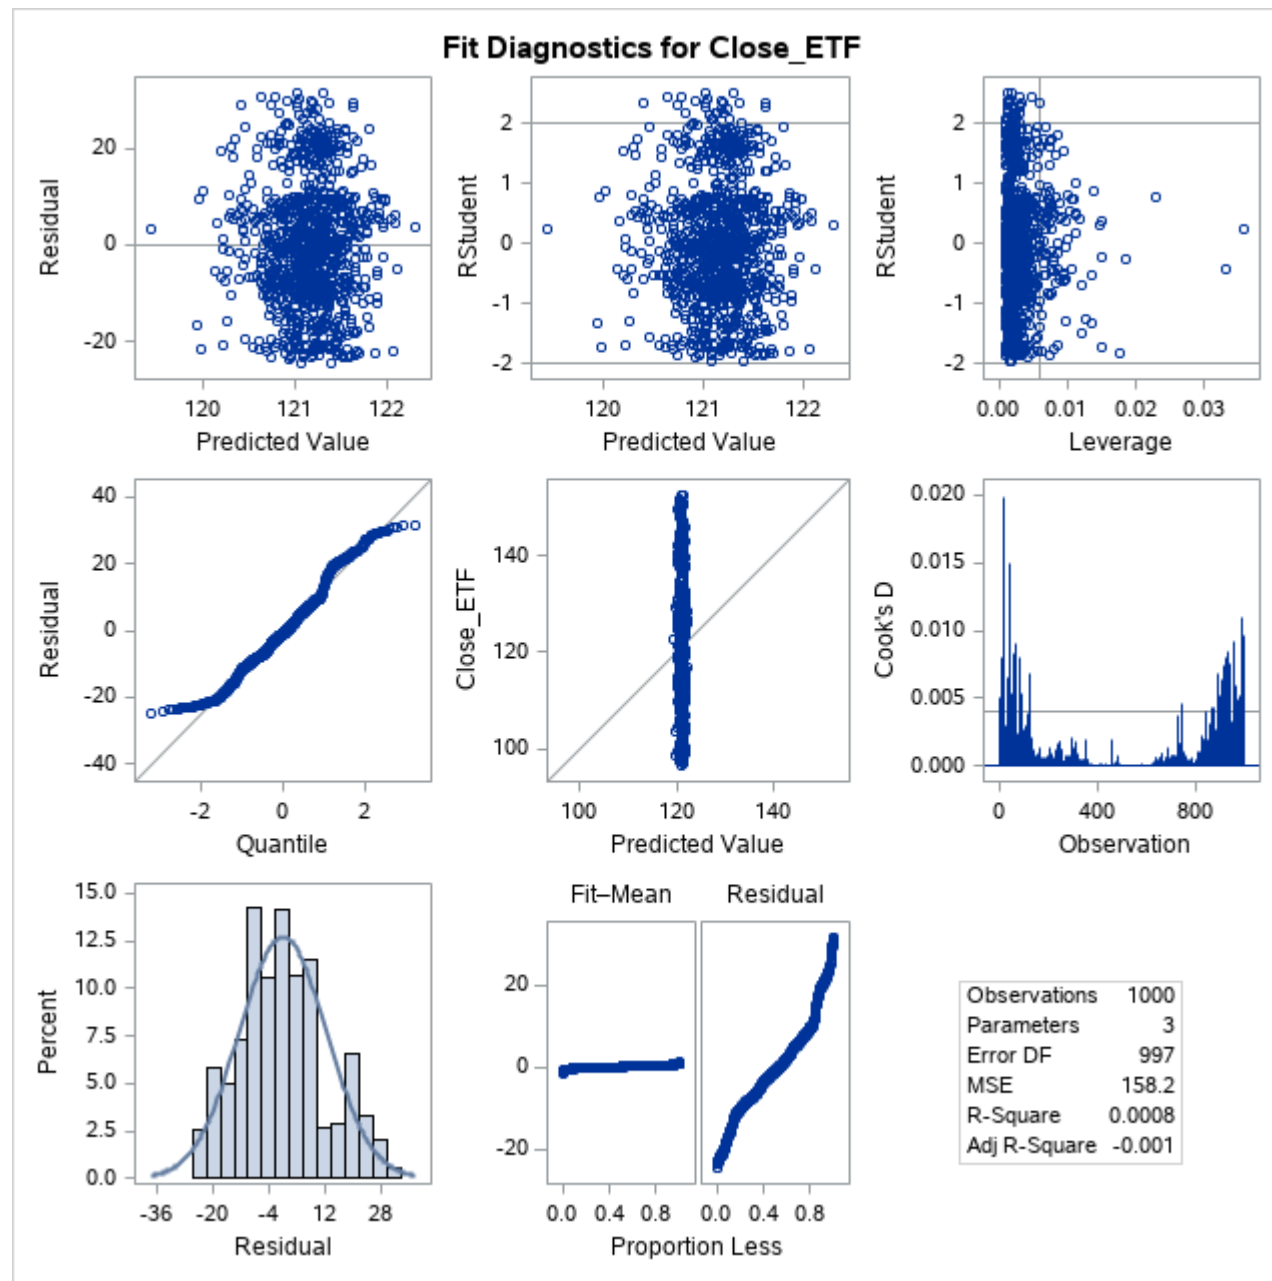 Fit Diagnostics for Close_ETF
Residual
20
0
-20
120 121 122
Predicted Value
RStudent
2
1
0
-1
-2
120 121 122
Predicted Value
RStudent
2
1
0
-1
-2
0.00 0.01 0.02 0.03
Leverage
Residual
40
20
0
-20
-40
-2 0 2
Quantile
Close_ETF
140
120
100
100 120 140
Predicted Value
Cook's D
0.020
0.015
0.010
0.005
0.000
0 400 800
Observation
Percent
15.0
12.5
10.0
7.5
5.0
2.5
0.0
-36 -20 -4 12 28
Residual
Fit–Mean Residual
20
0
-20
0.0 0.4 0.8 0.0 0.4 0.8
Proportion Less
Observations 1000
Parameters 3
Error DF 997
MSE 158.2
R-Square 0.0008
Adj R-Square -0.001